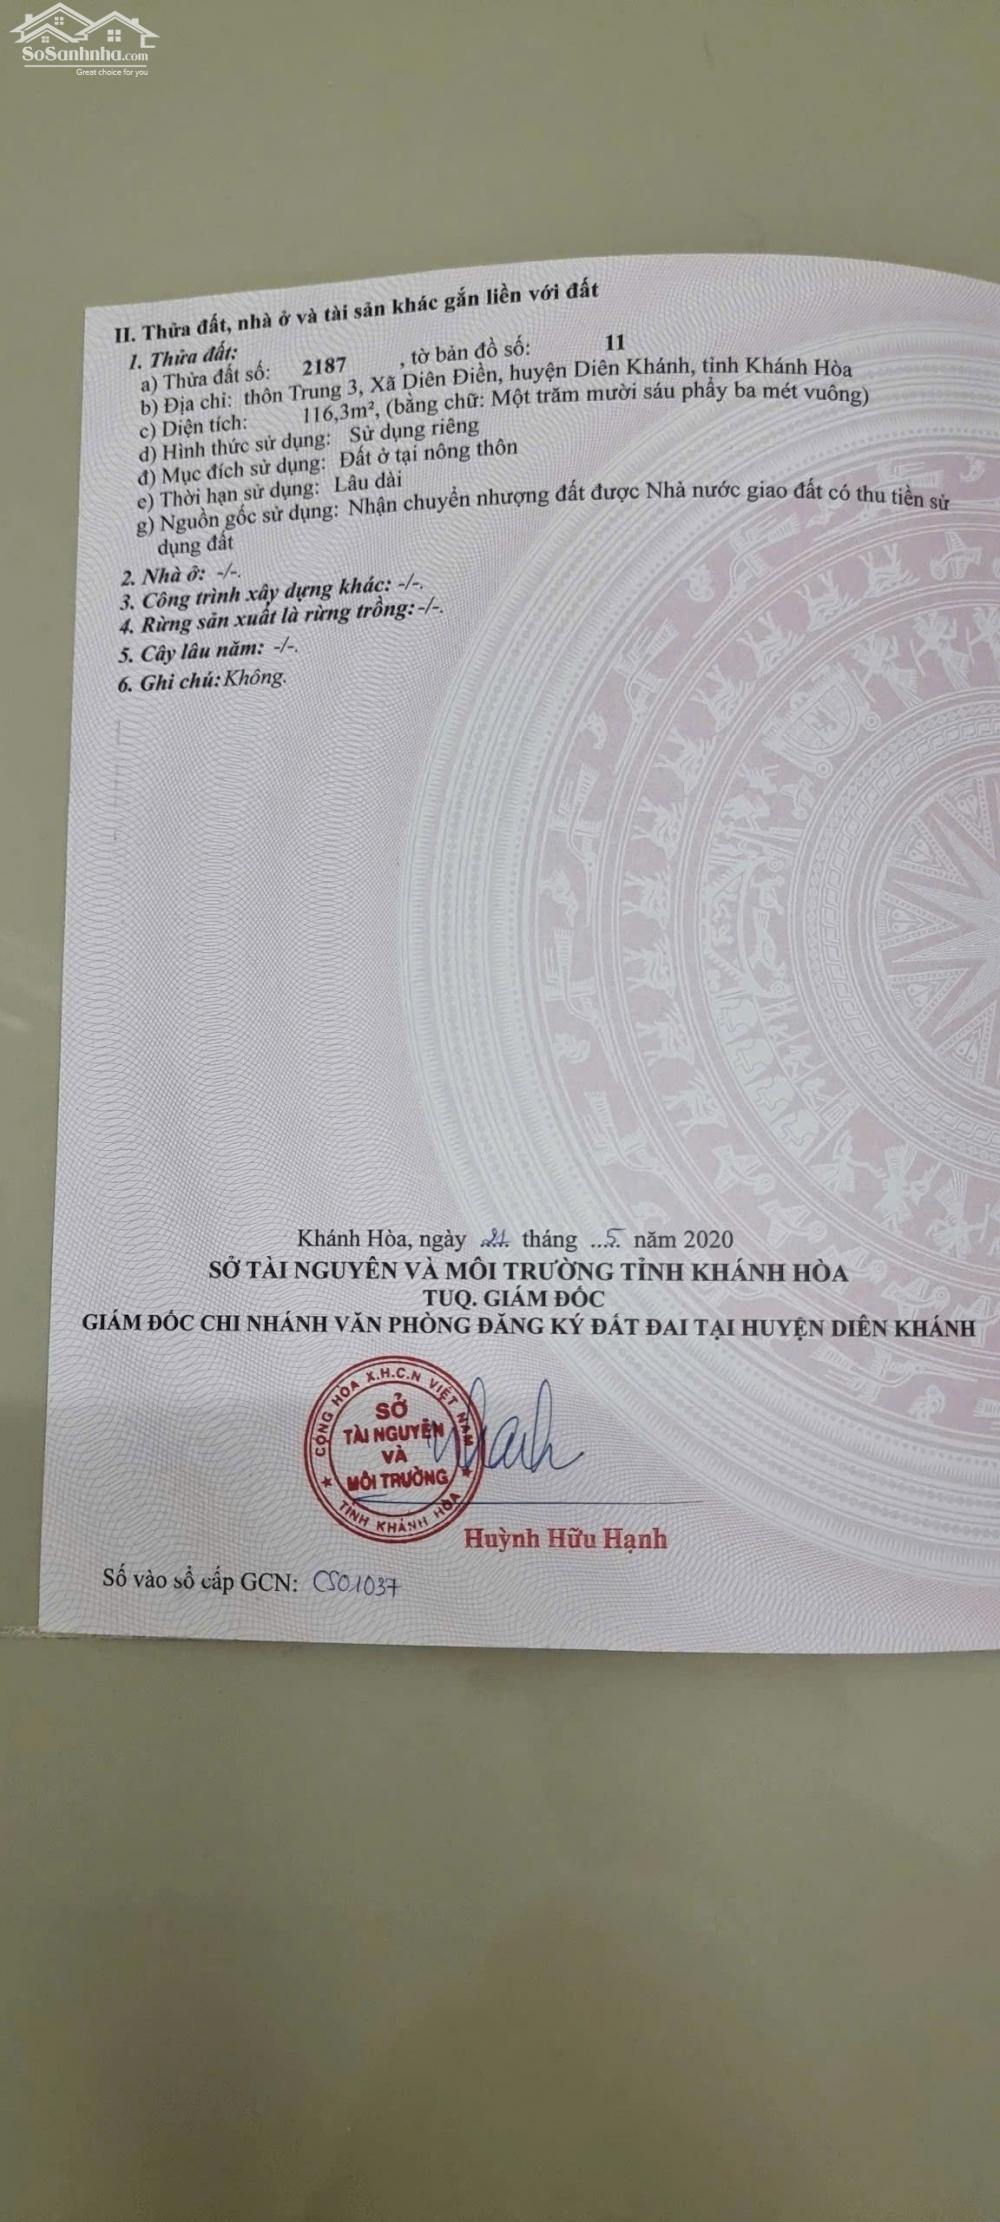 SoSanhnha.com
Great choice for you
II. Thửa đất, nhà ở và tài sản khác gắn liền với đất
1. Thửa đất:
a) Thửa đất số: 2187 , tờ bản đồ số: 11
b) Địa chỉ: thôn Trung 3, Xã Diên Điền, huyện Diên Khánh, tỉnh Khánh Hòa
c) Diện tích: 116,3m², (bằng chữ: Một trăm mười sáu phẩy ba mét vuông)
d) Hình thức sử dụng: Sử dụng riêng
đ) Mục đích sử dụng: Đất ở tại nông thôn
e) Thời hạn sử dụng: Lâu dài
g) Nguồn gốc sử dụng: Nhận chuyển nhượng đất được Nhà nước giao đất có thu tiền sử
dụng đất
2. Nhà ở: -/-.
3. Công trình xây dựng khác: -/-.
4. Rừng sản xuất là rừng trồng: -/-.
5. Cây lâu năm: -/-.
6. Ghi chú: Không.
Khánh Hòa, ngày 21 tháng ..5. năm 2020
SỞ TÀI NGUYÊN VÀ MÔI TRƯỜNG TỈNH KHÁNH HÒA
TUQ. GIÁM ĐỐC
GIÁM ĐỐC CHI NHÁNH VĂN PHÒNG ĐĂNG KÝ ĐẤT ĐAI TẠI HUYỆN DIÊN KHÁNH
CỘNG HÒA X.H.C.N VIỆT NAM
SỞ
TÀI NGUYÊN
VÀ
MÔI TRƯỜNG
TỈNH KHÁNH HÒA
Huỳnh Hữu Hạnh
Số vào sổ cấp GCN: CS01037